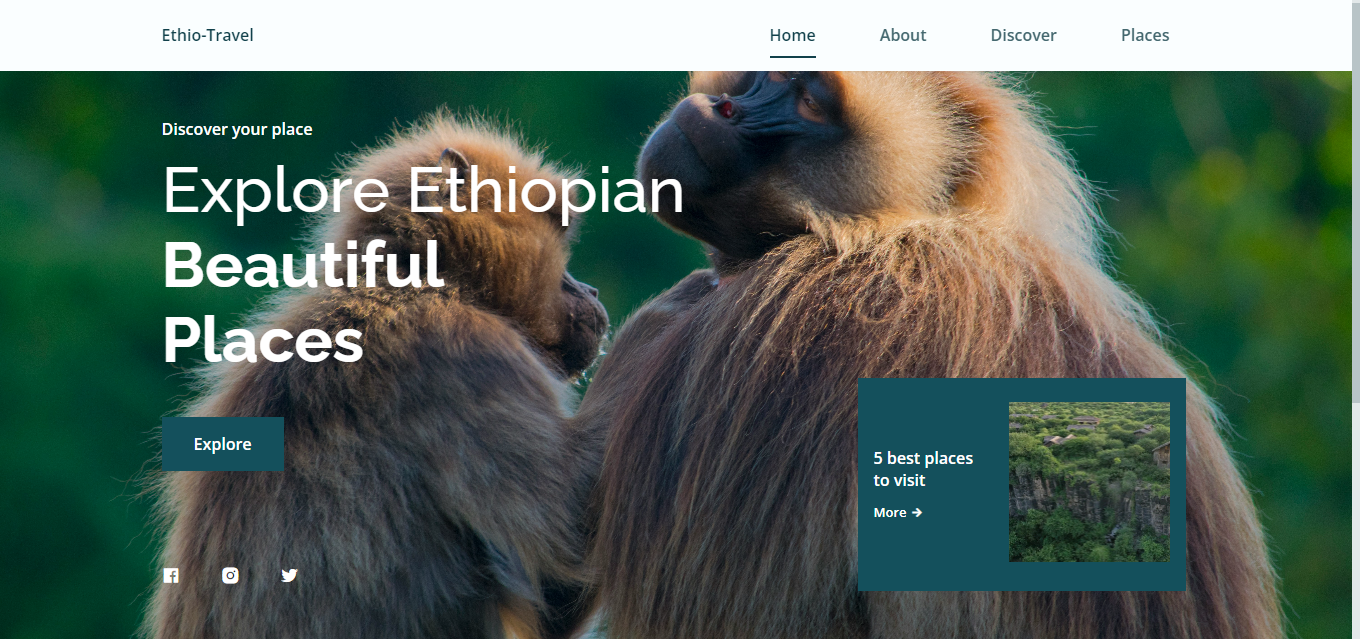 Ethio-Travel
Home
About
Discover
Places
Discover your place
Explore Ethiopian
Beautiful
Places
Explore
5 best places
to visit
More →